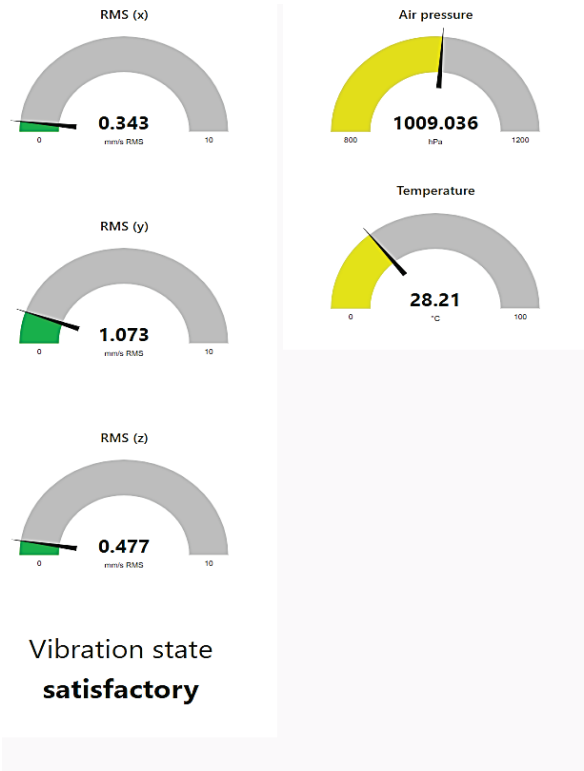 RMS (x)
0.343
0
mm/s RMS
10
RMS (y)
1.073
0
mm/s RMS
10
RMS (z)
0.477
0
mm/s RMS
10
Vibration state
satisfactory
Air pressure
1009.036
800
hPa
1200
Temperature
28.21
0
°C
100